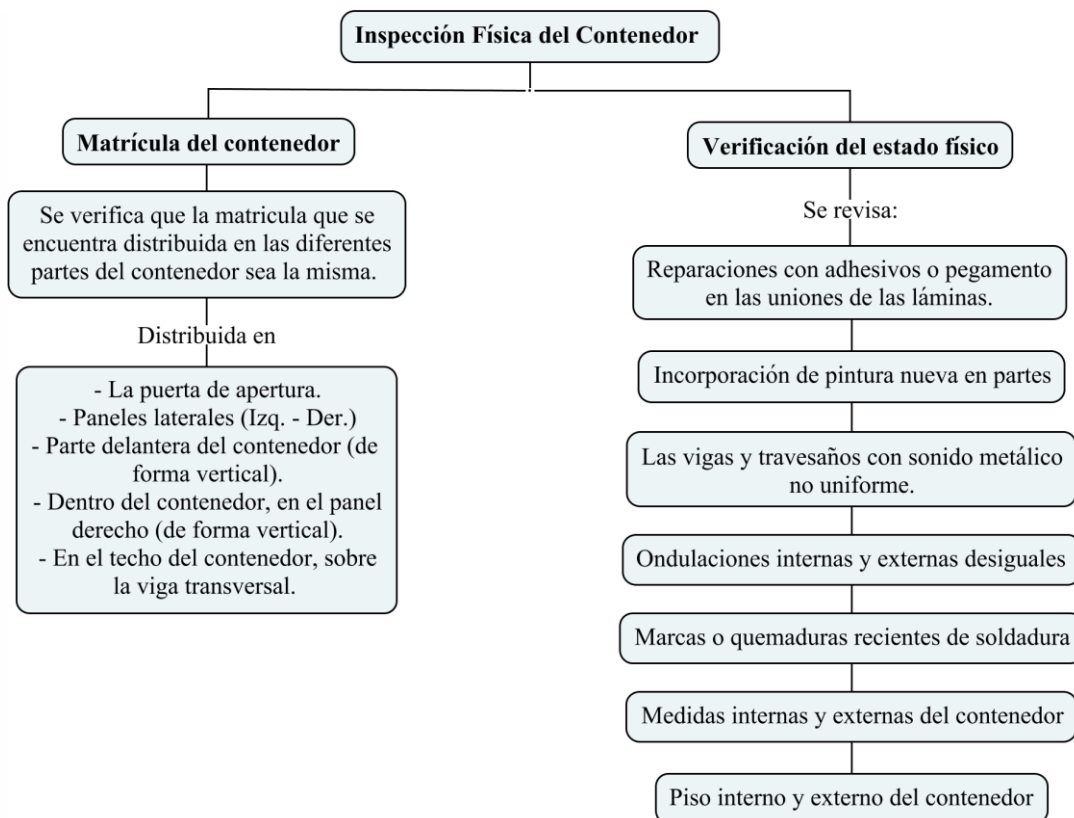 Inspección Física del Contenedor
Matrícula del contenedor
Se verifica que la matricula que se
encuentra distribuida en las diferentes
partes del contenedor sea la misma.
Distribuida en
- La puerta de apertura.
- Paneles laterales (Izq. - Der.)
- Parte delantera del contenedor (de
forma vertical).
- Dentro del contenedor, en el panel
derecho (de forma vertical).
- En el techo del contenedor, sobre
la viga transversal.
Verificación del estado físico
Se revisa:
Reparaciones con adhesivos o pegamento
en las uniones de las láminas.
Incorporación de pintura nueva en partes
Las vigas y travesaños con sonido metálico
no uniforme.
Ondulaciones internas y externas desiguales
Marcas o quemaduras recientes de soldadura
Medidas internas y externas del contenedor
Piso interno y externo del contenedor